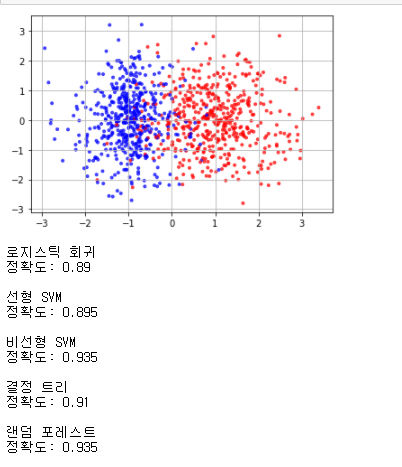 3
2
1
0
−1
−2
−3
−3 −2 −1 0 1 2 3
로지스틱 회귀
정확도: 0.89
선형 SVM
정확도: 0.895
비선형 SVM
정확도: 0.935
결정 트리
정확도: 0.91
랜덤 포레스트
정확도: 0.935